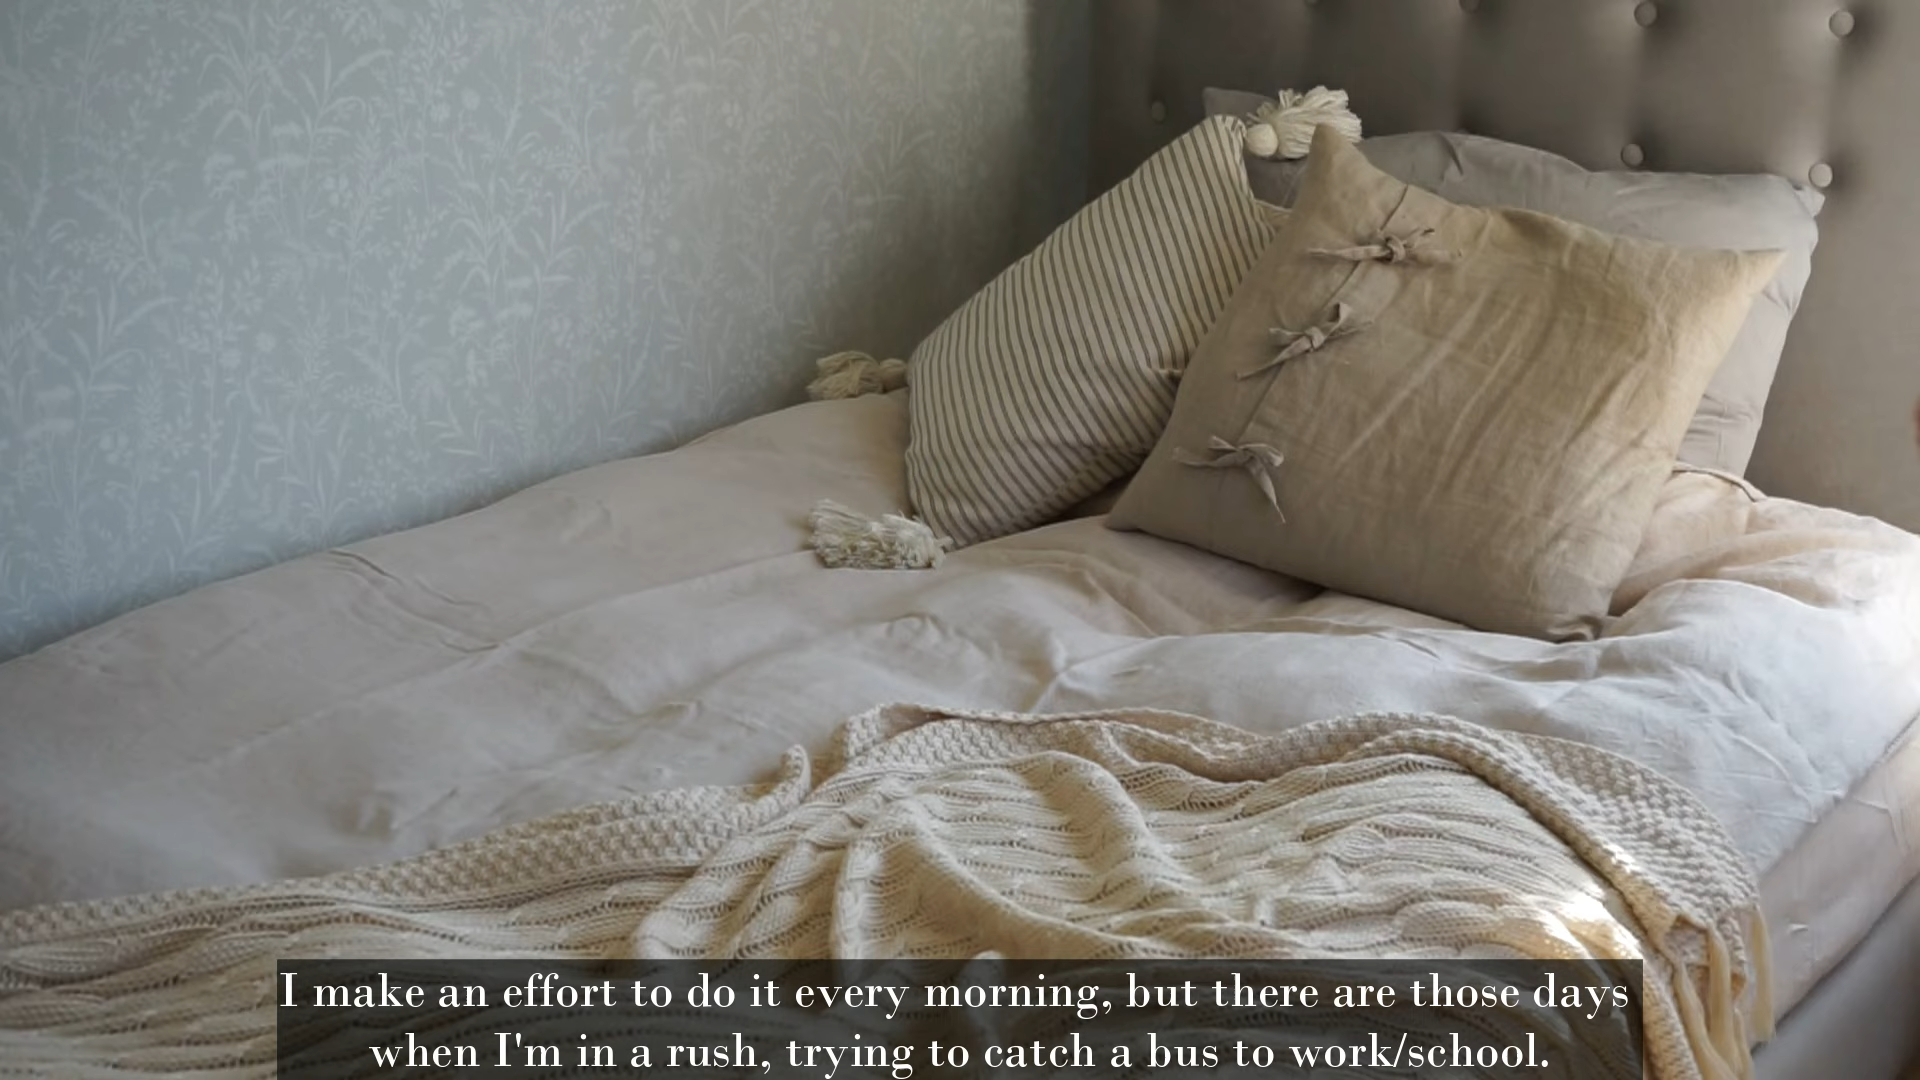 I make an effort to do it every morning, but there are those days
when I'm in a rush, trying to catch a bus to work/school.